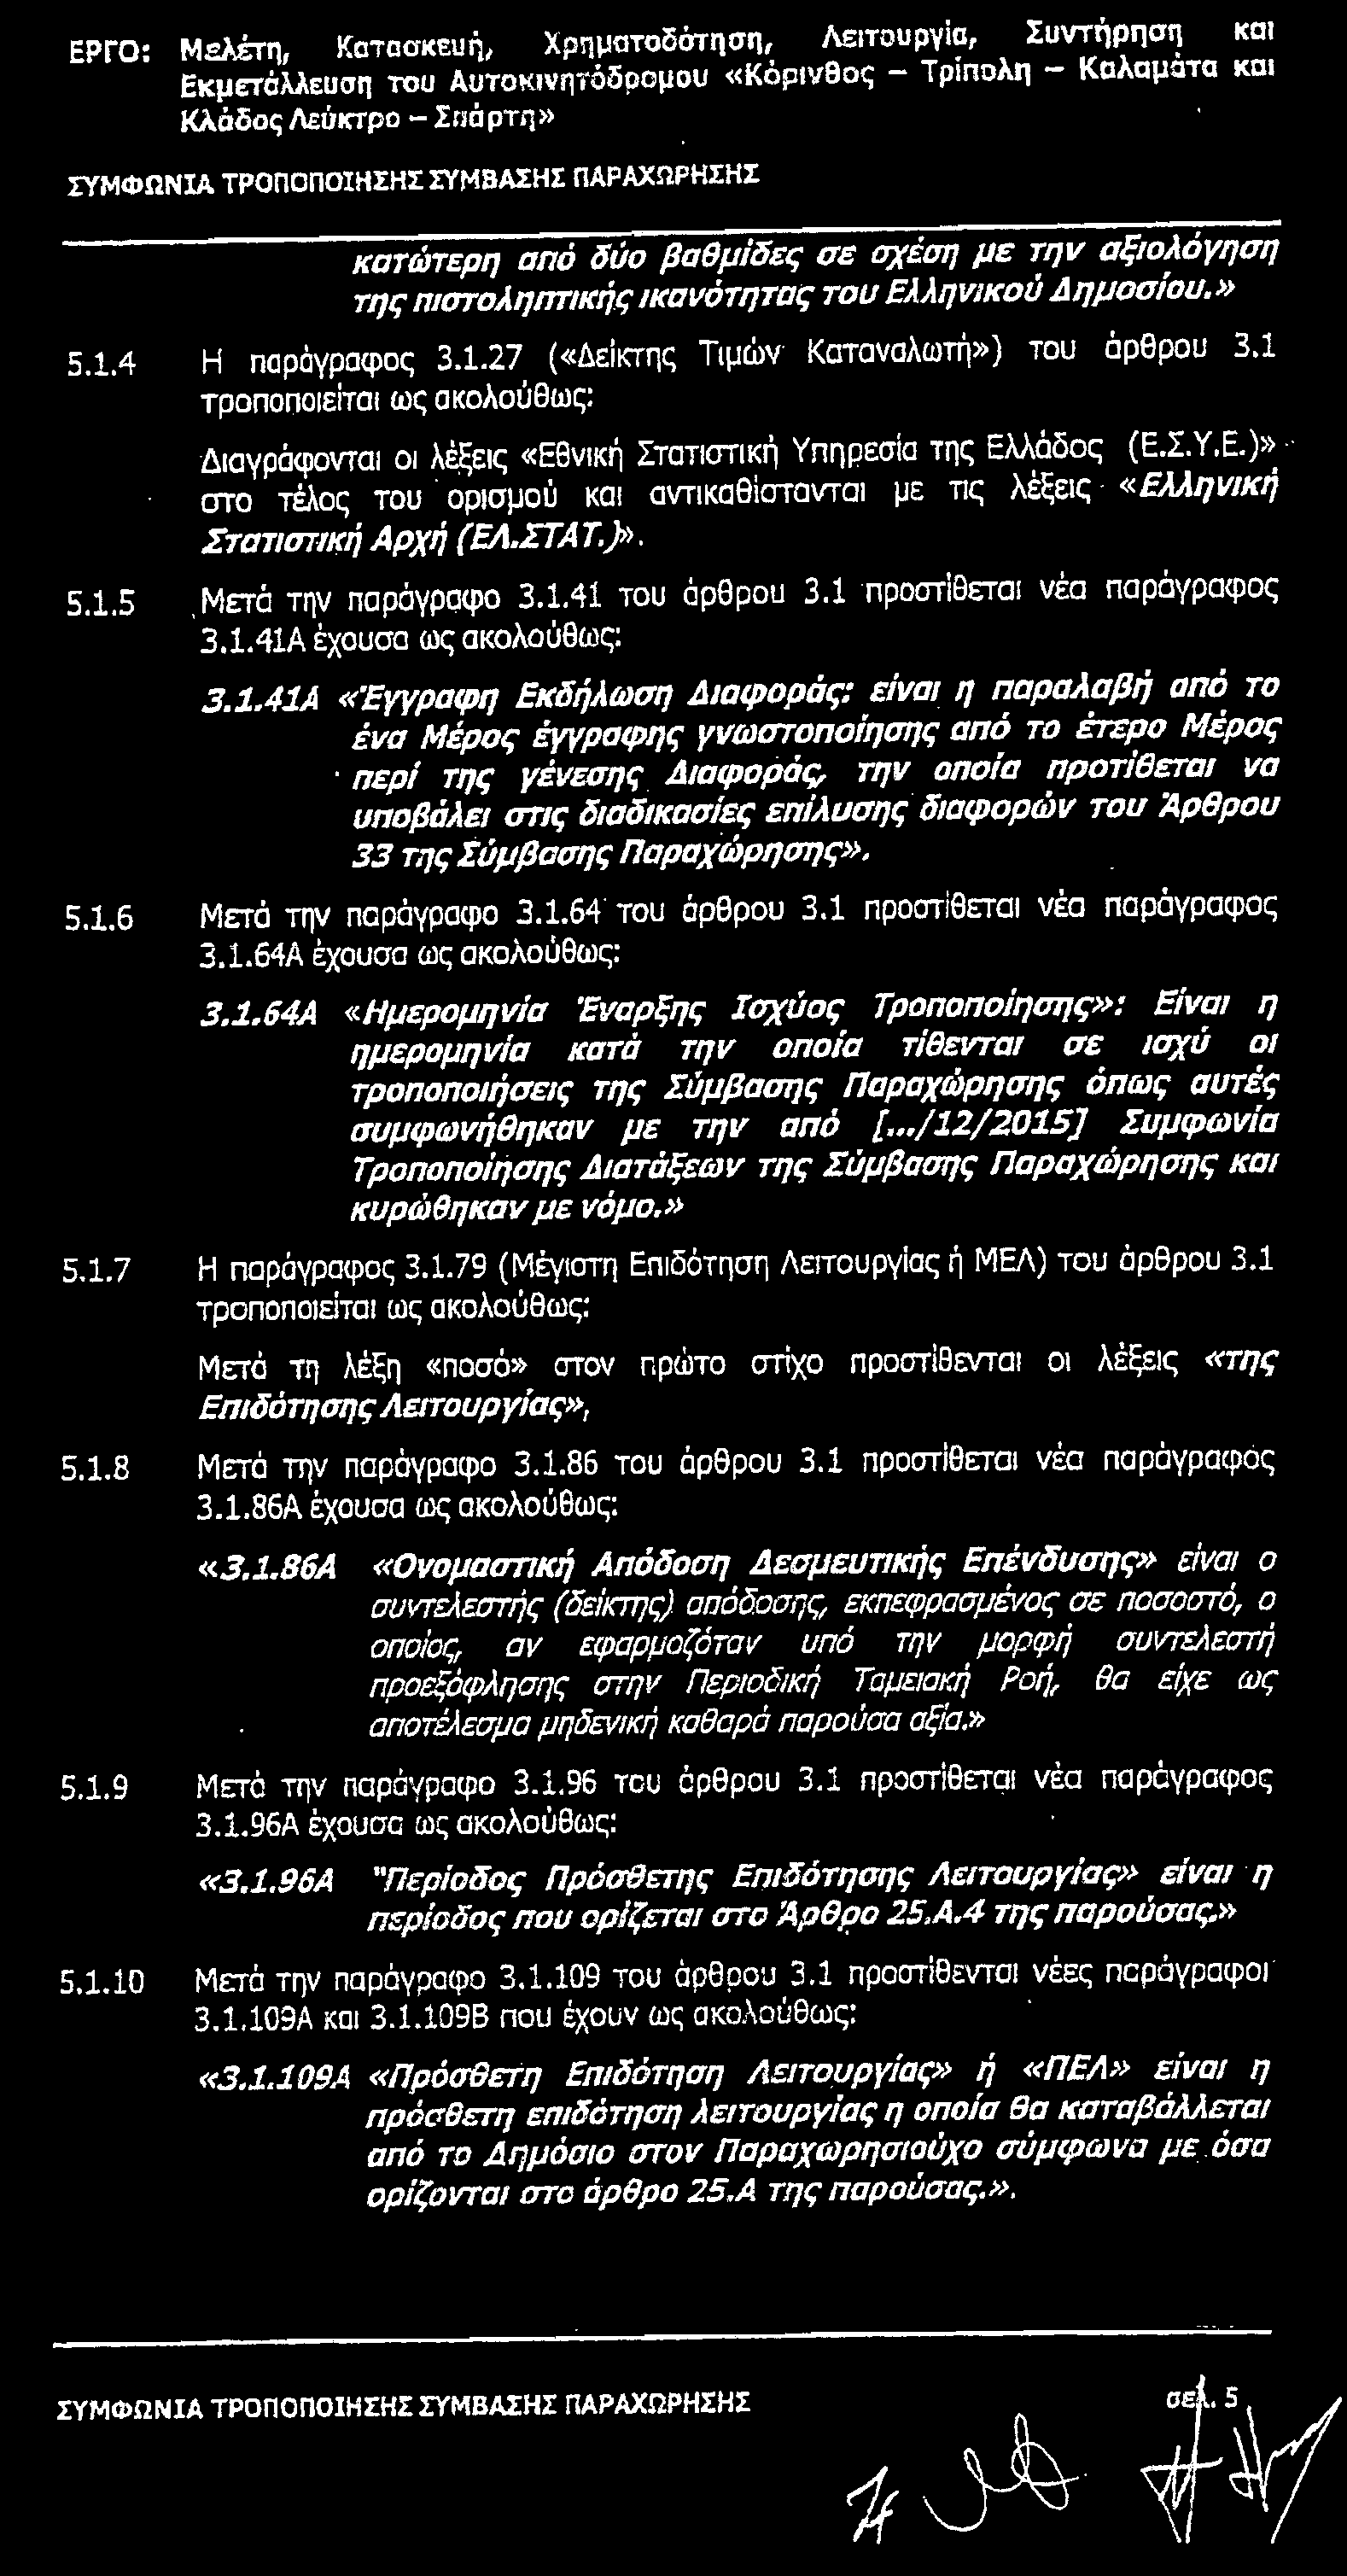 ΕΡΓΟ: Μελέτη, Κατασκευή, Χρηματοδότηση, Λειτουργία, Συντήρηση και
Εκμετάλλευση του Αυτοκινητόδρομου «Κόρινθος – Τρίπολη – Καλαμάτα και
Κλάδος Λεύκτρο – Σπάρτη»
ΣΥΜΦΩΝΙΑ ΤΡΟΠΟΠΟΙΗΣΗΣ ΣΥΜΒΑΣΗΣ ΠΑΡΑΧΩΡΗΣΗΣ
κατώτερη από δύο βαθμίδες σε σχέση με την αξιολόγηση
της πιστοληπτικής ικανότητας του Ελληνικού Δημοσίου.»
5.1.4 Η παράγραφος 3.1.27 («Δείκτης Τιμών Καταναλωτή») του άρθρου 3.1
τροποποιείται ως ακολούθως:
Διαγράφονται οι λέξεις «Εθνική Στατιστική Υπηρεσία της Ελλάδος (Ε.Σ.Υ.Ε.)»
στο τέλος του ορισμού και αντικαθίστανται με τις λέξεις «Ελληνική
Στατιστική Αρχή (ΕΛ.ΣΤΑΤ.)».
5.1.5 Μετά την παράγραφο 3.1.41 του άρθρου 3.1 προστίθεται νέα παράγραφος
3.1.41Α έχουσα ως ακολούθως:
3.1.41Α «Έγγραφη Εκδήλωση Διαφοράς: είναι η παραλαβή από το
ένα Μέρος έγγραφης γνωστοποίησης από το έτερο Μέρος
περί της γένεσης Διαφοράς, την οποία προτίθεται να
υποβάλει στις διαδικασίες επίλυσης διαφορών του Άρθρου
33 της Σύμβασης Παραχώρησης».
5.1.6 Μετά την παράγραφο 3.1.64 του άρθρου 3.1 προστίθεται νέα παράγραφος
3.1.64Α έχουσα ως ακολούθως:
3.1.64Α «Ημερομηνία Έναρξης Ισχύος Τροποποίησης»: Είναι η
ημερομηνία κατά την οποία τίθενται σε ισχύ οι
τροποποιήσεις της Σύμβασης Παραχώρησης όπως αυτές
συμφωνήθηκαν με την από [.../12/2015] Συμφωνία
Τροποποίησης Διατάξεων της Σύμβασης Παραχώρησης και
κυρώθηκαν με νόμο.»
5.1.7 Η παράγραφος 3.1.79 (Μέγιστη Επιδότηση Λειτουργίας ή ΜΕΛ) του άρθρου 3.1
τροποποιείται ως ακολούθως:
Μετά τη λέξη «ποσό» στον πρώτο στίχο προστίθενται οι λέξεις «της
Επιδότησης Λειτουργίας»,
5.1.8 Μετά την παράγραφο 3.1.86 του άρθρου 3.1 προστίθεται νέα παράγραφος
3.1.86Α έχουσα ως ακολούθως:
«3.1.86Α «Ονομαστική Απόδοση Δεσμευτικής Επένδυσης» είναι ο
συντελεστής (δείκτης) απόδοσης, εκπεφρασμένος σε ποσοστό, ο
οποίος, αν εφαρμοζόταν υπό την μορφή συντελεστή
προεξόφλησης στην Περιοδική Ταμειακή Ροή, θα είχε ως
αποτέλεσμα μηδενική καθαρά παρούσα αξία.»
5.1.9 Μετά την παράγραφο 3.1.96 του άρθρου 3.1 προστίθεται νέα παράγραφος
3.1.96Α έχουσα ως ακολούθως:
«3.1.96Α "Περίοδος Πρόσθετης Επιδότησης Λειτουργίας» είναι η
περίοδος που ορίζεται στο Άρθρο 25.Α.4 της παρούσας.»
5.1.10 Μετά την παράγραφο 3.1.109 του άρθρου 3.1 προστίθενται νέες παράγραφοι
3.1.109Α και 3.1.109Β που έχουν ως ακολούθως:
«3.1.109Α «Πρόσθετη Επιδότηση Λειτουργίας» ή «ΠΕΛ» είναι η
πρόσθετη επιδότηση λειτουργίας η οποία θα καταβάλλεται
από το Δημόσιο στον Παραχωρησιούχο σύμφωνα με όσα
ορίζονται στο άρθρο 25.Α της παρούσας.».
ΣΥΜΦΩΝΙΑ ΤΡΟΠΟΠΟΙΗΣΗΣ ΣΥΜΒΑΣΗΣ ΠΑΡΑΧΩΡΗΣΗΣ σελ. 5